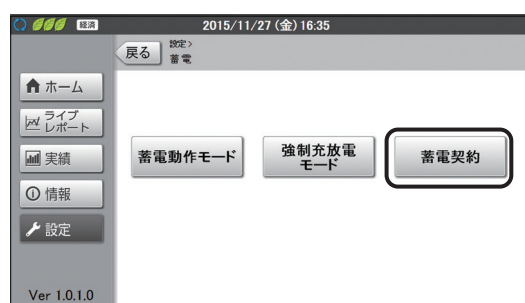 経済
2015/11/27 (金) 16:35
戻る
設定>
蓄電
ホーム
ライブ
レポート
実績
情報
設定
蓄電動作モード
強制充放電
モード
蓄電契約
Ver 1.0.1.0